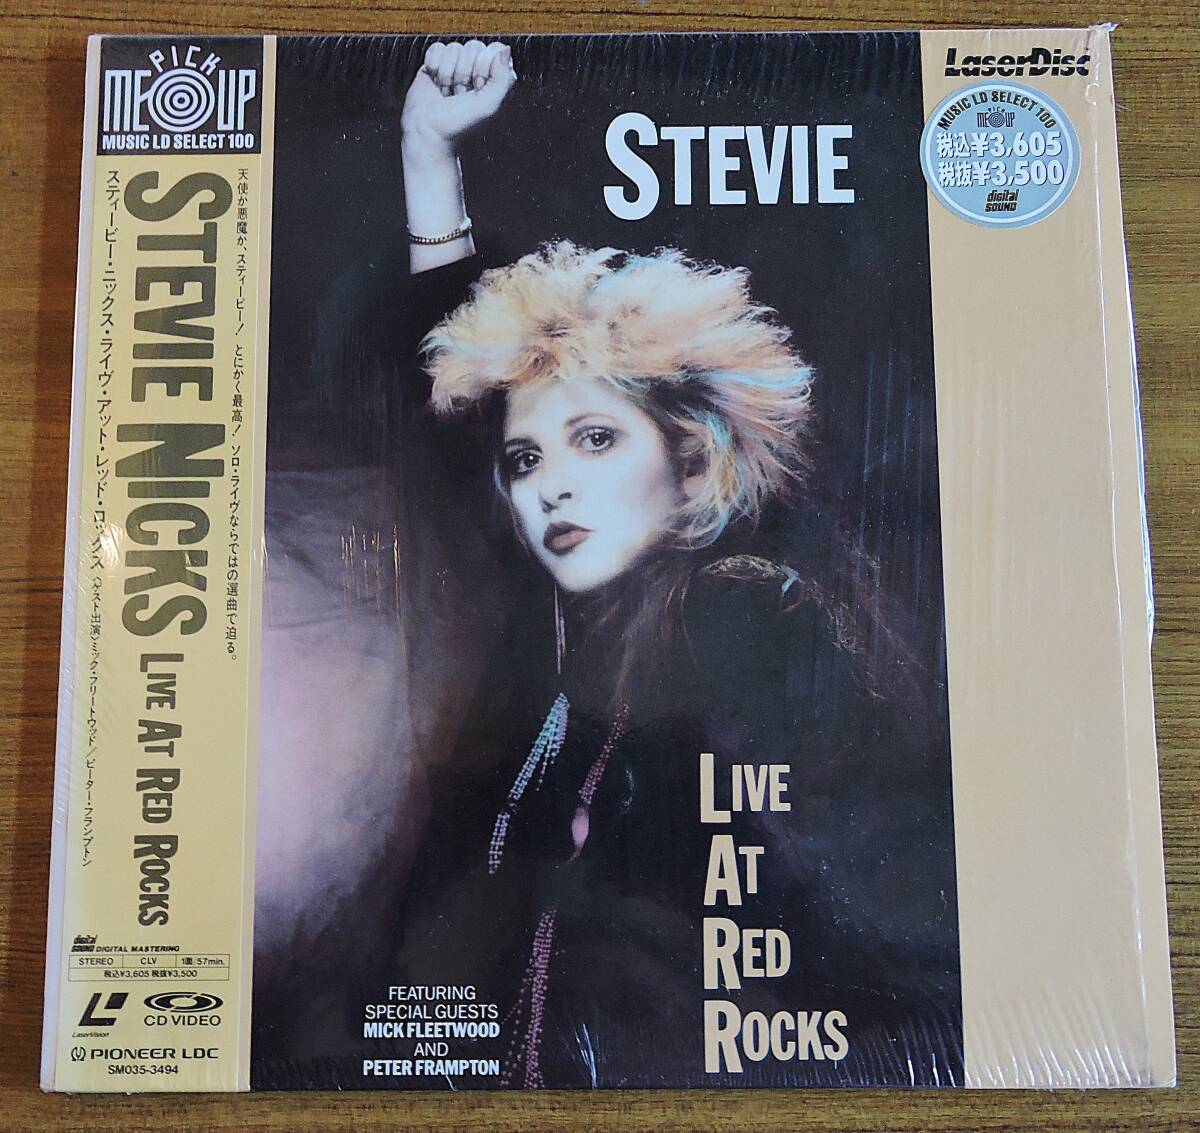 PICK
ME UP
MUSIC LD SELECT 100
天使か悪魔か、スティービー! とにかく最高! ソロ・ライヴならではの選曲で迫る。
STEVIE NICKS LIVE AT RED ROCKS
スティービー・ニックス・ライヴ・アット・レッド・ロックス 〈ゲスト出演〉ミック・フリートウッド/ピーター・フランプトン
digital SOUND DIGITAL MASTERING
STEREO CLV 1面/57min.
税込¥3,605 税抜¥3,500
L
LaserVision
CD VIDEO
PIONEER LDC
SM035-3494
STEVIE
LIVE
AT
RED
ROCKS
FEATURING
SPECIAL GUESTS
MICK FLEETWOOD
AND
PETER FRAMPTON
LaserDisc
MUSIC LD SELECT 100
PICK
ME UP
税込¥3,605
税抜¥3,500
digital
SOUND